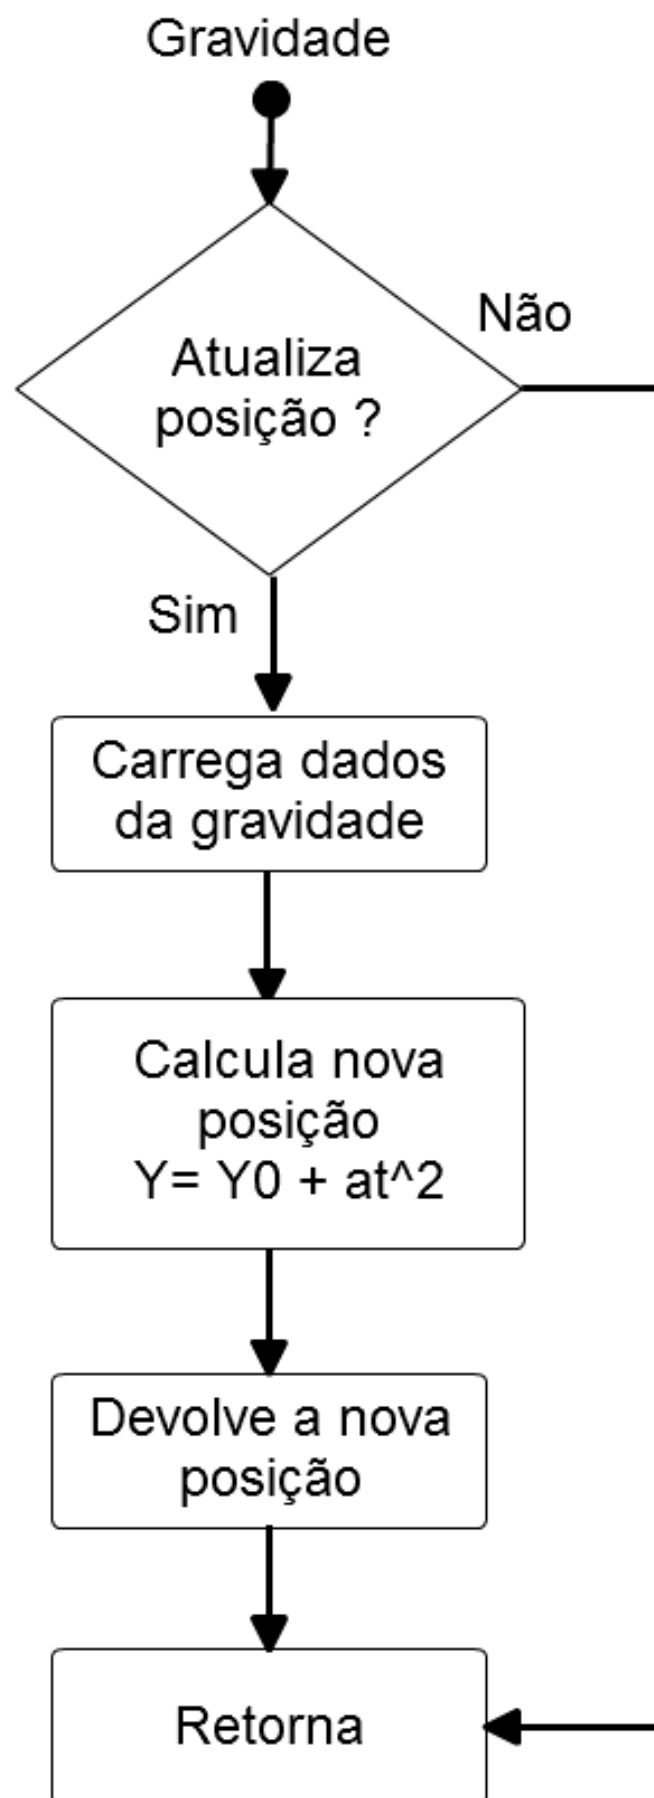 Gravidade
Não
Atualiza
posição ?
Sim
Carrega dados
da gravidade
Calcula nova
posição
Y= Y0 + at^2
Devolve a nova
posição
Retorna